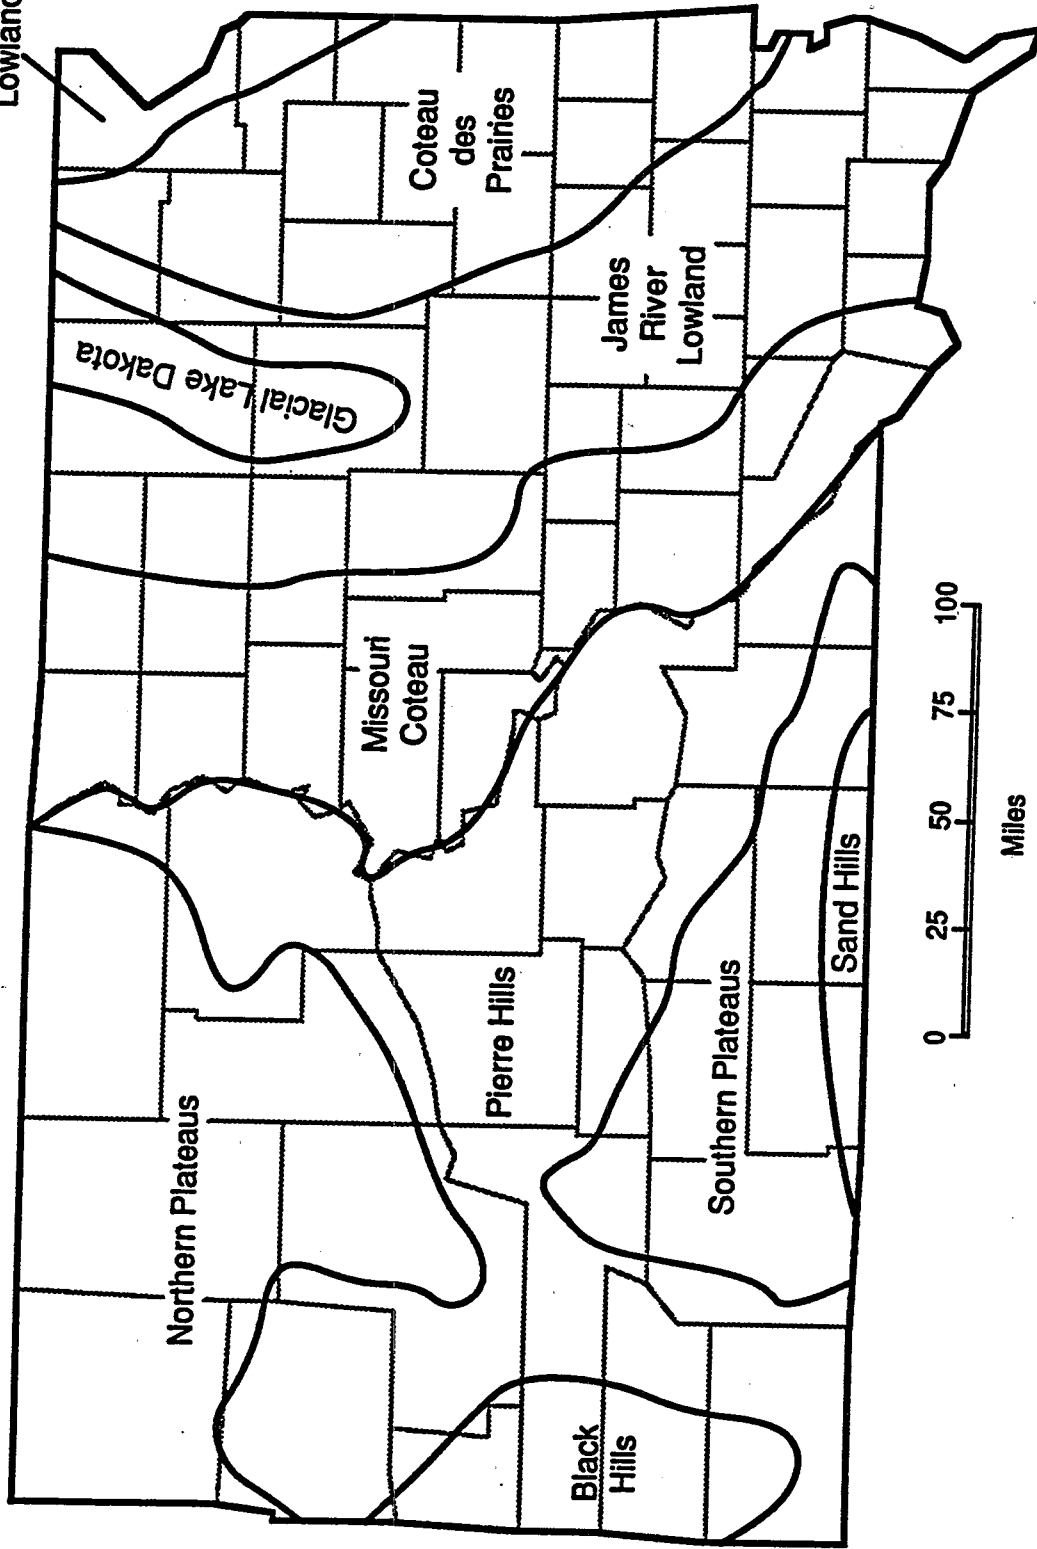 Lowland
Northern Plateaus
Glacial Lake Dakota
Missouri
Coteau
Coteau
des
Prairies
Pierre Hills
James
River
Lowland
Black
Hills
Southern Plateaus
Sand Hills
0 25 50 75 100
Miles